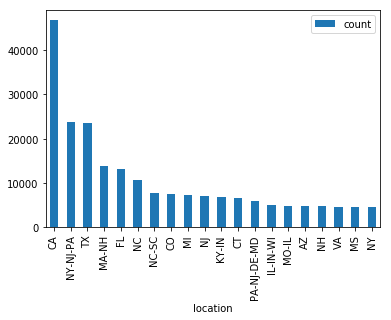 count
40000
30000
20000
10000
0
CA
NY-NJ-PA
TX
MA-NH
FL
NC
NC-SC
CO
MI
NJ
KY-IN
CT
PA-NJ-DE-MD
IL-IN-WI
MO-IL
AZ
NH
VA
MS
NY
location